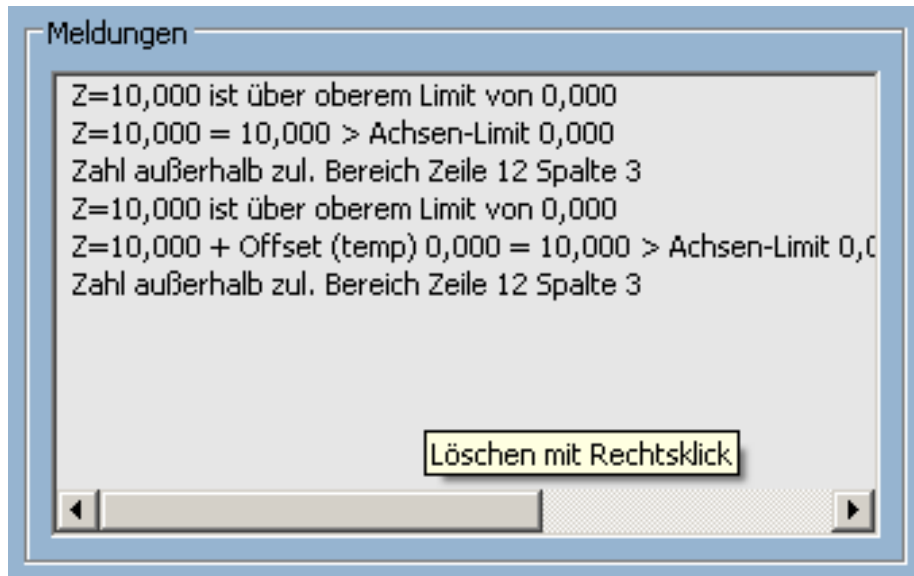 Meldungen
Z=10,000 ist über oberem Limit von 0,000
Z=10,000 = 10,000 > Achsen-Limit 0,000
Zahl außerhalb zul. Bereich Zeile 12 Spalte 3
Z=10,000 ist über oberem Limit von 0,000
Z=10,000 + Offset (temp) 0,000 = 10,000 > Achsen-Limit 0,0
Zahl außerhalb zul. Bereich Zeile 12 Spalte 3
Löschen mit Rechtsklick